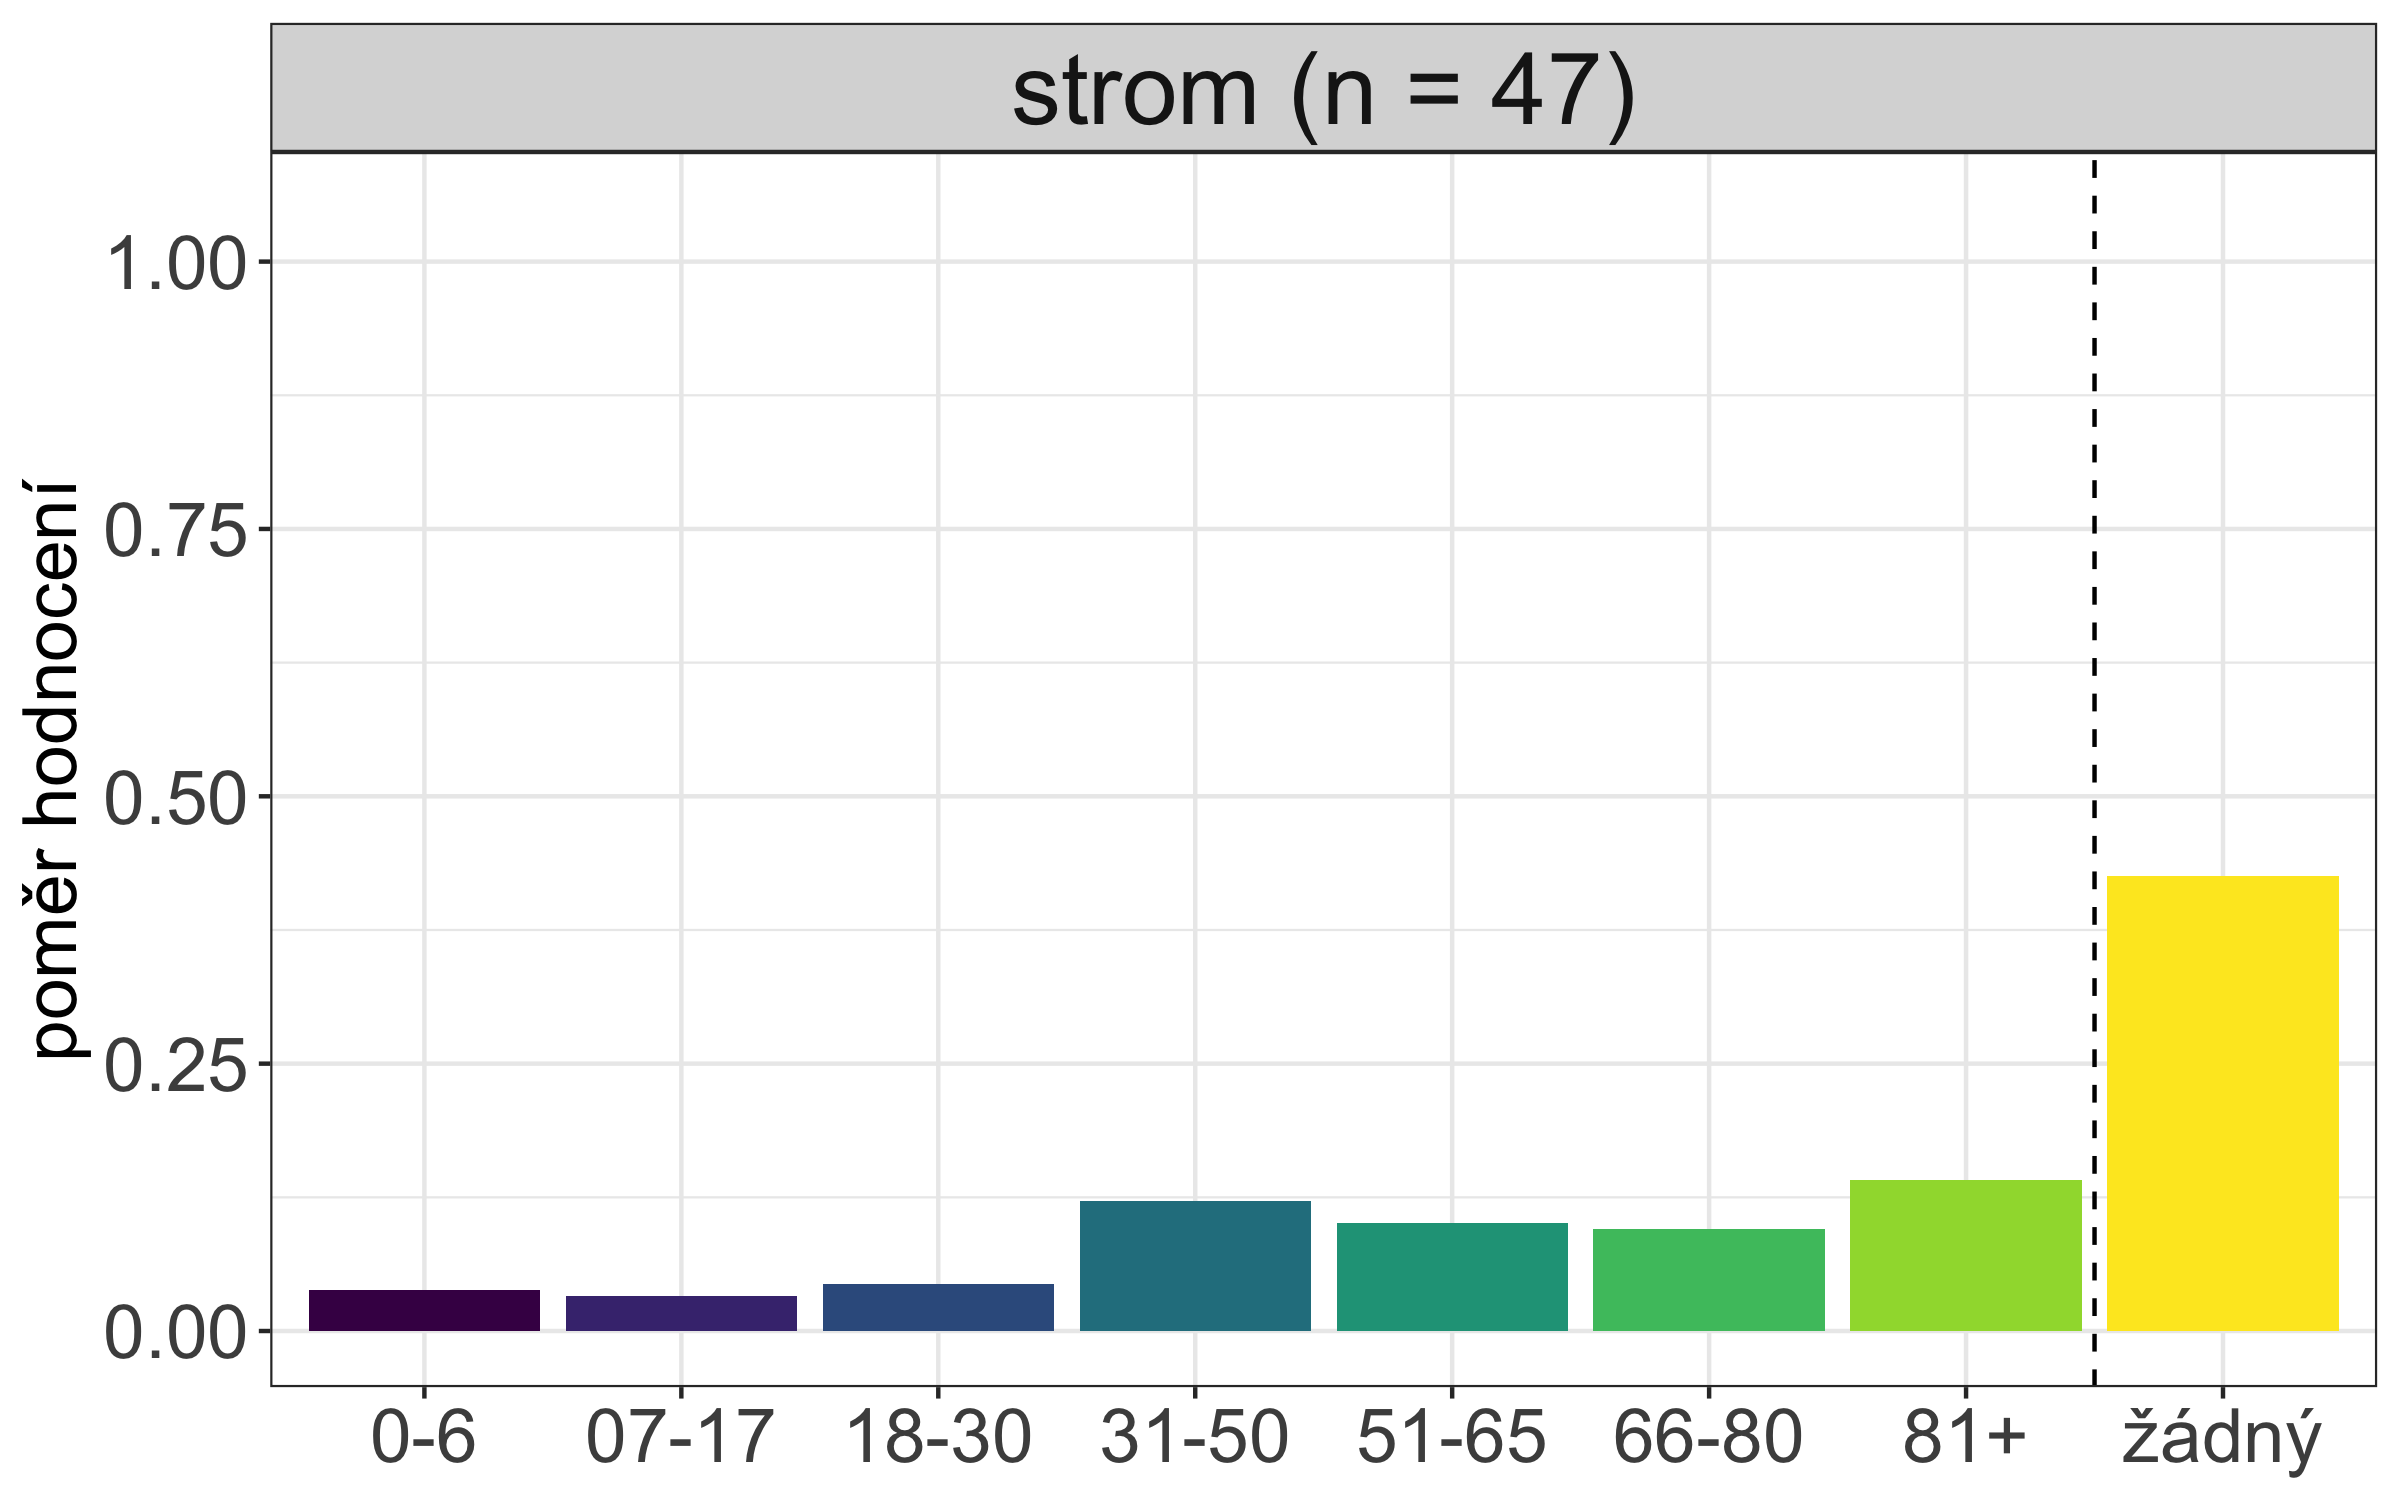 strom (n = 47)
poměr hodnocení
1.00
0.75
0.50
0.25
0.00
0-6 07-17 18-30 31-50 51-65 66-80 81+ žádný